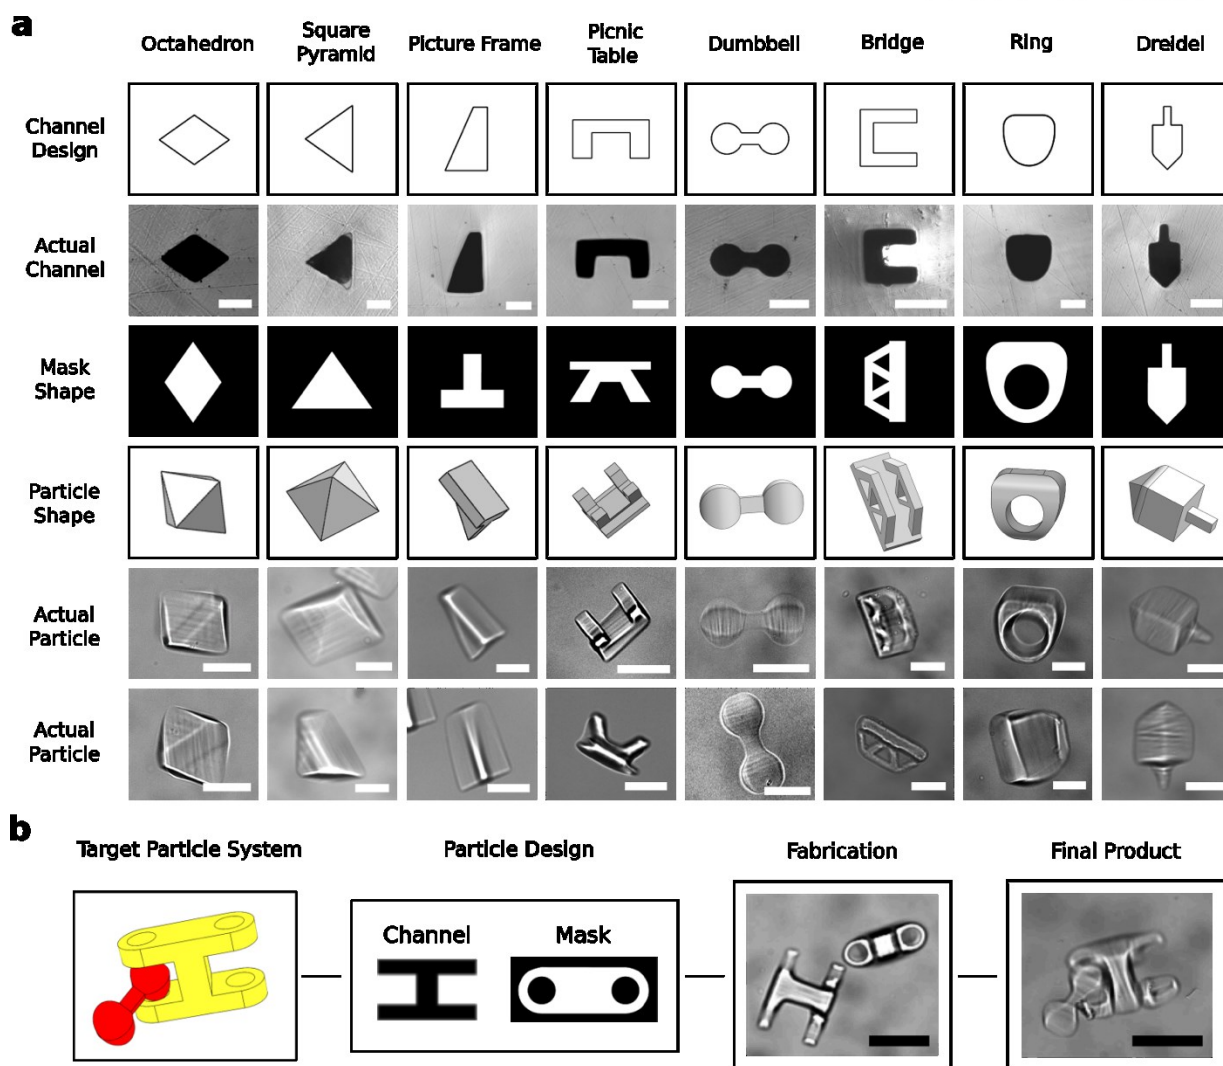 a
Octahedron
Square
Pyramid
Picture Frame
Picnic
Table
Dumbbell
Bridge
Ring
Dreidel
Channel
Design
Actual
Channel
Mask
Shape
Particle
Shape
Actual
Particle
Actual
Particle
b
Target Particle System
Particle Design
Fabrication
Final Product
Channel
Mask